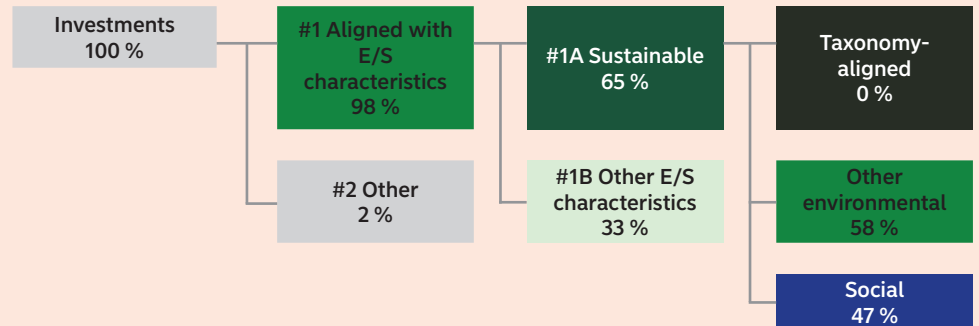 Investments
100 %
#1 Aligned with
E/S
characteristics
98 %
#2 Other
2 %
#1A Sustainable
65 %
#1B Other E/S
characteristics
33 %
Taxonomy-
aligned
0 %
Other
environmental
58 %
Social
47 %